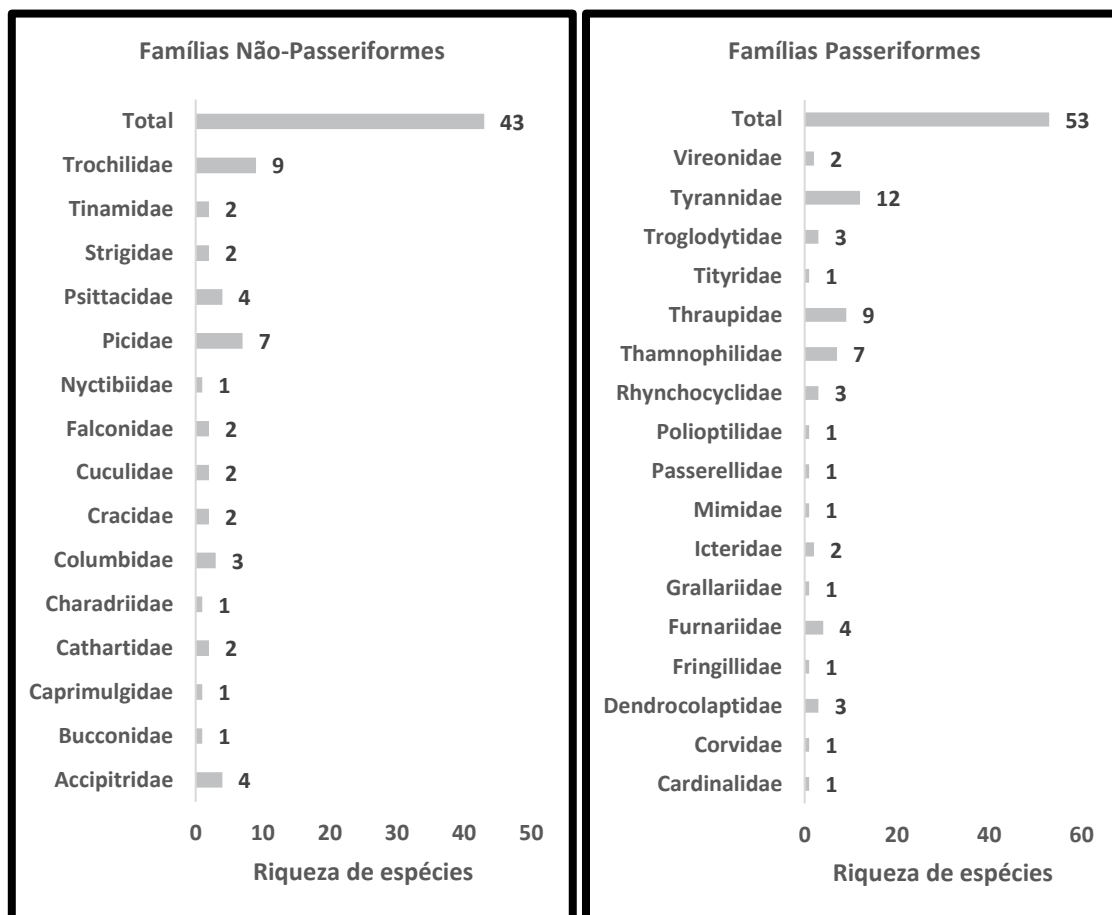 Famílias Não-Passeriformes
Total 43
Trochilidae 9
Tinamidae 2
Strigidae 2
Psittacidae 4
Picidae 7
Nyctibiidae 1
Falconidae 2
Cuculidae 2
Cracidae 2
Columbidae 3
Charadriidae 1
Cathartidae 2
Caprimulgidae 1
Bucconidae 1
Accipitridae 4
0 10 20 30 40 50
Riqueza de espécies
Famílias Passeriformes
Total 53
Vireonidae 2
Tyrannidae 12
Troglodytidae 3
Tityridae 1
Thraupidae 9
Thamnophilidae 7
Rhynchocyclidae 3
Polioptilidae 1
Passerellidae 1
Mimidae 1
Icteridae 2
Grallariidae 1
Furnariidae 4
Fringillidae 1
Dendrocolaptidae 3
Corvidae 1
Cardinalidae 1
0 20 40 60
Riqueza de espécies